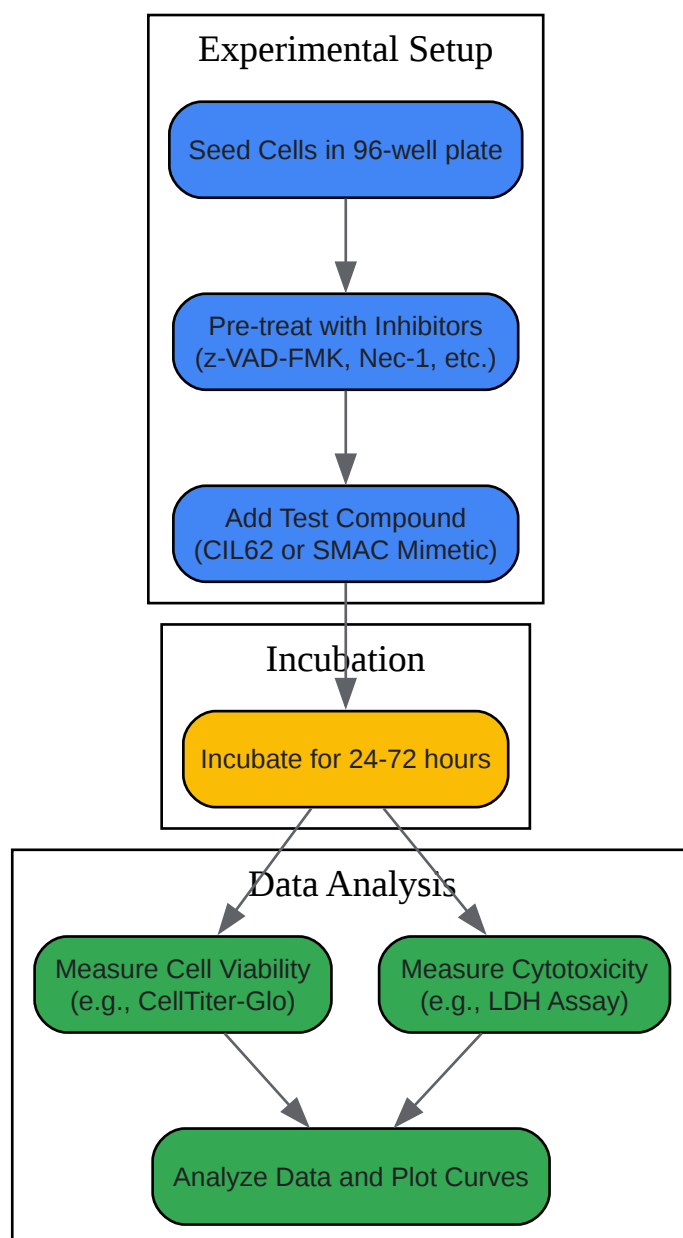 Experimental Setup
Seed Cells in 96-well plate
Pre-treat with Inhibitors
(z-VAD-FMK, Nec-1, etc.)
Add Test Compound
(CIL62 or SMAC Mimetic)
Incubation
Incubate for 24-72 hours
Data Analysis
Measure Cell Viability
(e.g., CellTiter-Glo)
Measure Cytotoxicity
(e.g., LDH Assay)
Analyze Data and Plot Curves